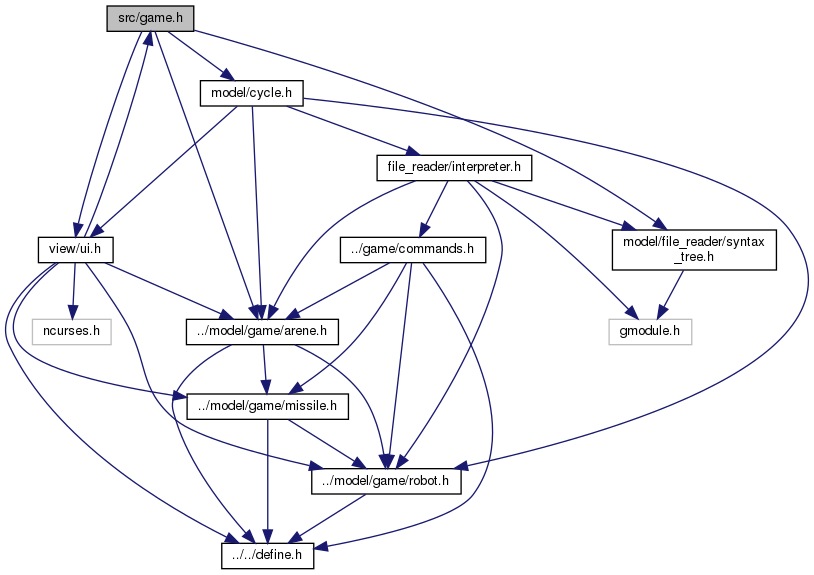 src/game.h
model/cycle.h
file_reader/interpreter.h
view/ui.h
../game/commands.h
model/file_reader/syntax
_tree.h
ncurses.h
../model/game/arene.h
gmodule.h
../model/game/missile.h
../model/game/robot.h
../../define.h